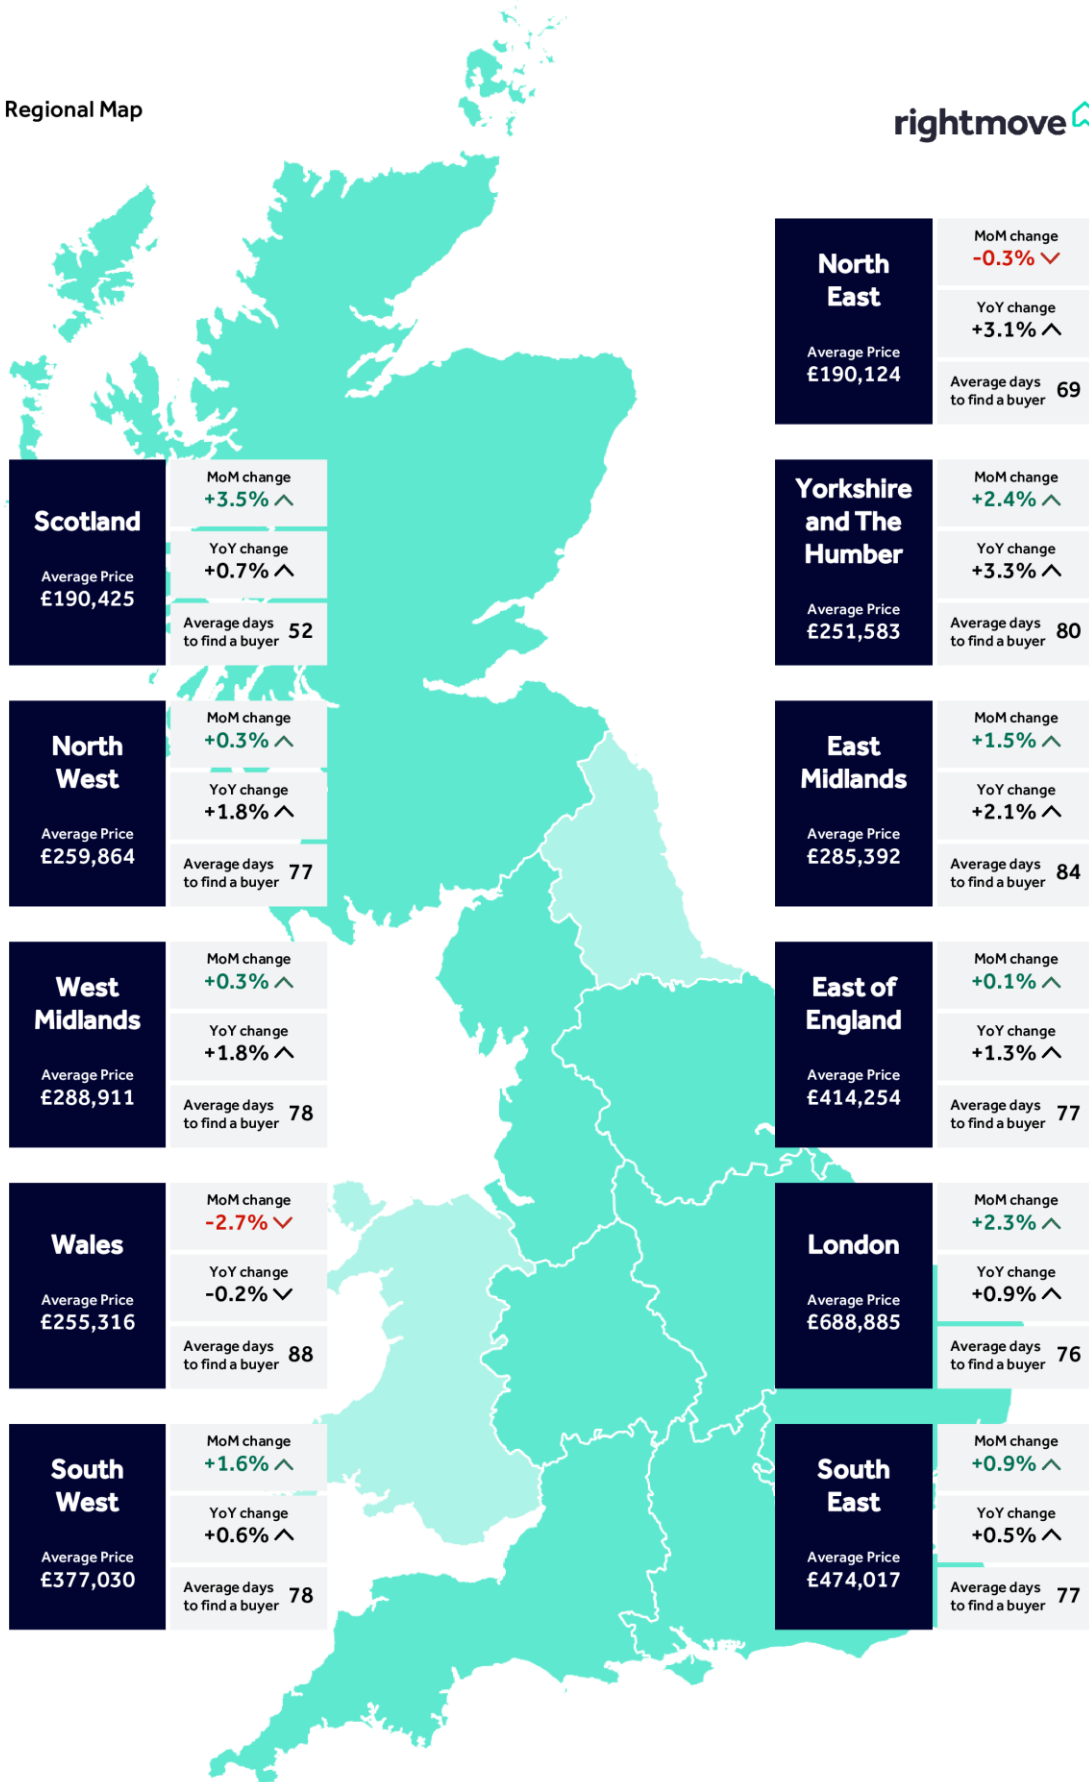 Regional Map
rightmove
North
East
Average Price
£190,124
MoM change
-0.3%
YoY change
+3.1%
Average days
to find a buyer 69
Scotland
Average Price
£190,425
MoM change
+3.5%
YoY change
+0.7%
Average days
to find a buyer 52
Yorkshire
and The
Humber
Average Price
£251,583
MoM change
+2.4%
YoY change
+3.3%
Average days
to find a buyer 80
North
West
Average Price
£259,864
MoM change
+0.3%
YoY change
+1.8%
Average days
to find a buyer 77
East
Midlands
Average Price
£285,392
MoM change
+1.5%
YoY change
+2.1%
Average days
to find a buyer 84
West
Midlands
Average Price
£288,911
MoM change
+0.3%
YoY change
+1.8%
Average days
to find a buyer 78
East of
England
Average Price
£414,254
MoM change
+0.1%
YoY change
+1.3%
Average days
to find a buyer 77
Wales
Average Price
£255,316
MoM change
-2.7%
YoY change
-0.2%
Average days
to find a buyer 88
London
Average Price
£688,885
MoM change
+2.3%
YoY change
+0.9%
Average days
to find a buyer 76
South
West
Average Price
£377,030
MoM change
+1.6%
YoY change
+0.6%
Average days
to find a buyer 78
South
East
Average Price
£474,017
MoM change
+0.9%
YoY change
+0.5%
Average days
to find a buyer 77